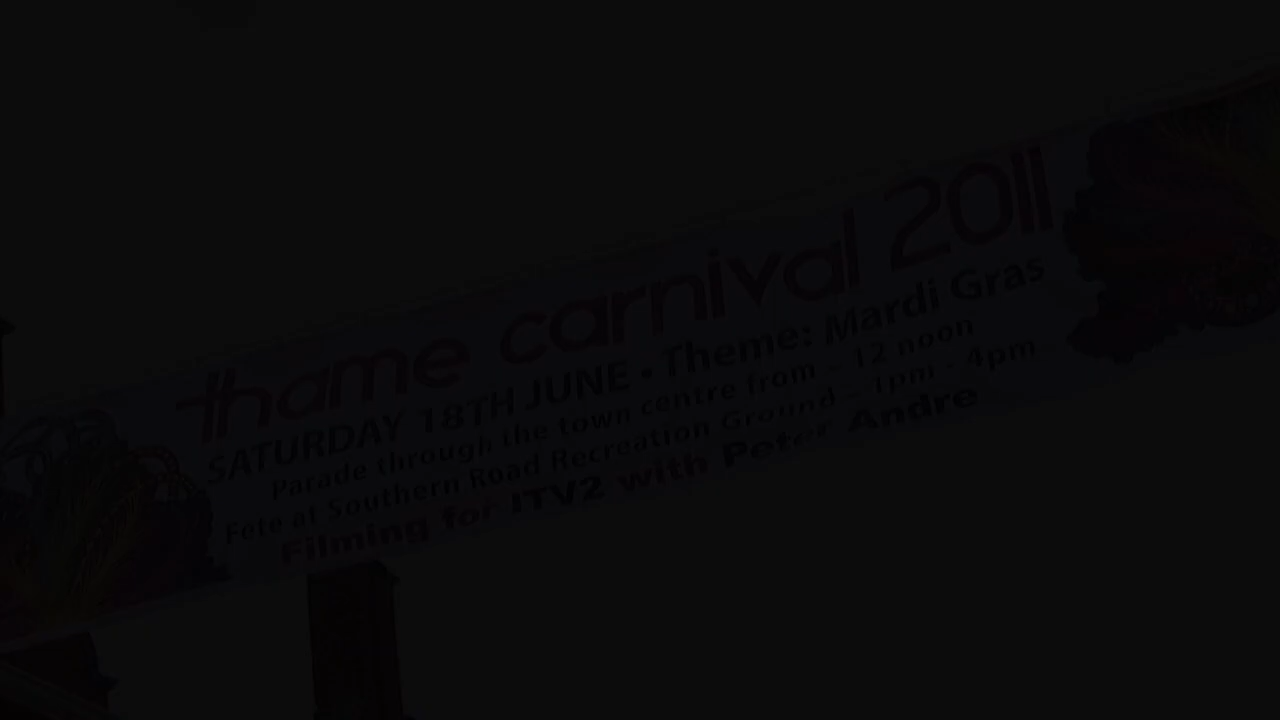 thame carnival 2011
SATURDAY 18TH JUNE • Theme: Mardi Gras
Parade through the town centre from - 12 noon
Fete at Southern Road Recreation Ground - 1pm - 4pm
Filming for ITV2 with Peter Andre